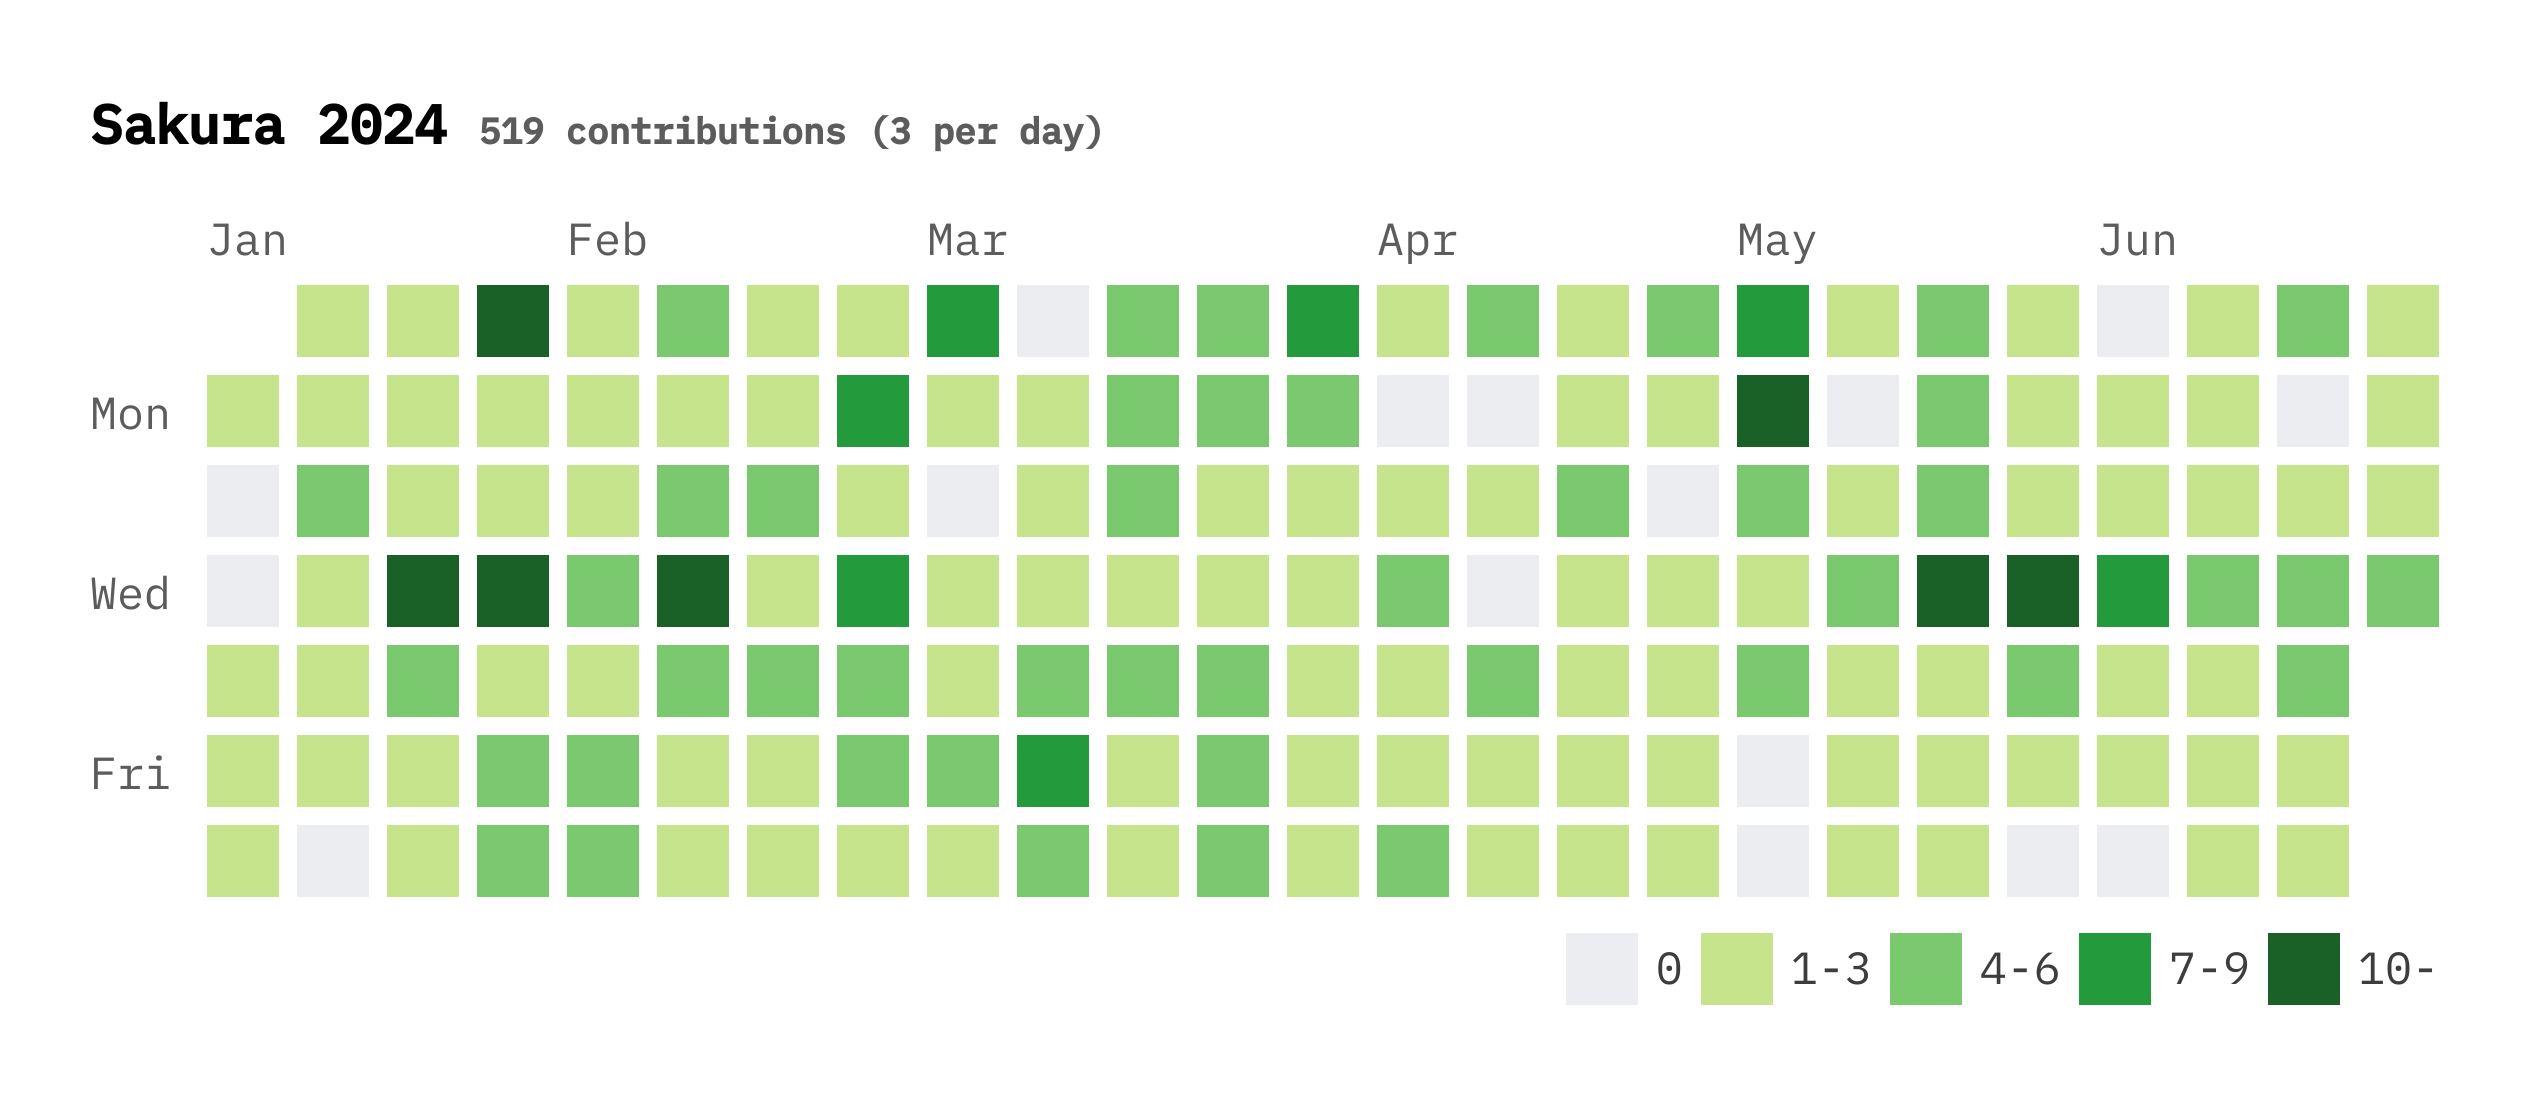 Sakura 2024 519 contributions (3 per day)
Jan Feb Mar Apr May Jun
Mon
Wed
Fri
0 1-3 4-6 7-9 10-